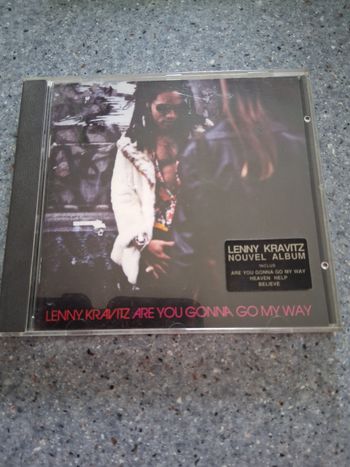 LENNY KRAVITZ
NOUVEL ALBUM
INCLUS
ARE YOU GONNA GO MY WAY
HEAVEN HELP
BELIEVE
LENNY KRAVITZ ARE YOU GONNA GO MY WAY